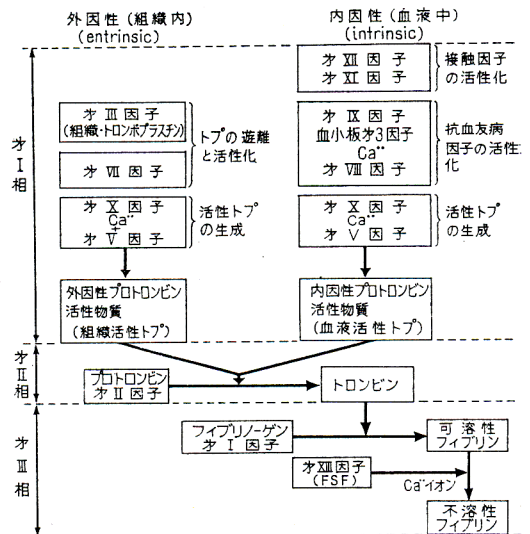 外因性(組織内)
(entrinsic)
内因性(血液中)
(intrinsic)
才Ⅰ相
才Ⅲ因子
(組織・トロンボプラスチン)
才Ⅶ因子
トプの遊離
と活性化
才Ⅹ因子
Ca¨
+
才Ⅴ因子
活性トプ
の生成
外因性プロトロンビン
活性物質
(組織活性トプ)
才Ⅻ因子
才Ⅺ因子
接触因子
の活性化
才Ⅸ因子
血小板才3因子
Ca¨
才Ⅷ因子
抗血友病
因子の活性
化
才Ⅹ因子
Ca¨
才Ⅴ因子
活性トプ
の生成
内因性プロトロンビン
活性物質
(血液活性トプ)
才Ⅱ相
プロトロンビン
才Ⅱ因子
トロンビン
才Ⅲ相
フィブリノーゲン
才Ⅰ因子
可溶性
フィブリン
才XIII因子
(FSF)
Ca¨イオン
不溶性
フィブリン